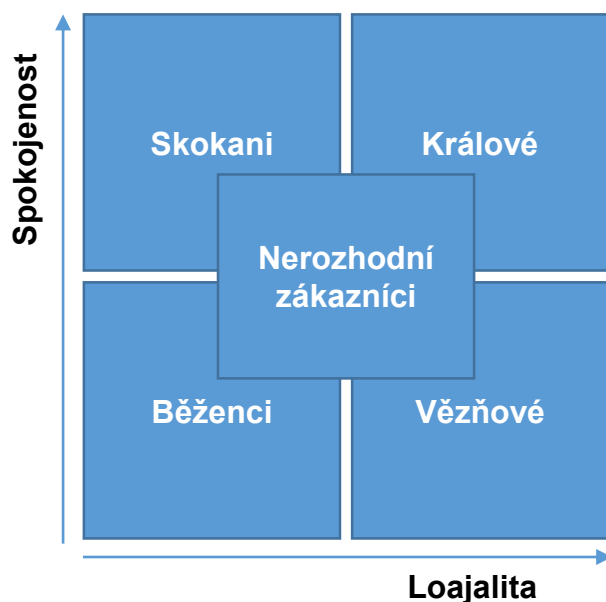 Spokojenost
Skokani
Králové
Nerozhodní
zákazníci
Běženci
Vězňové
Loajalita